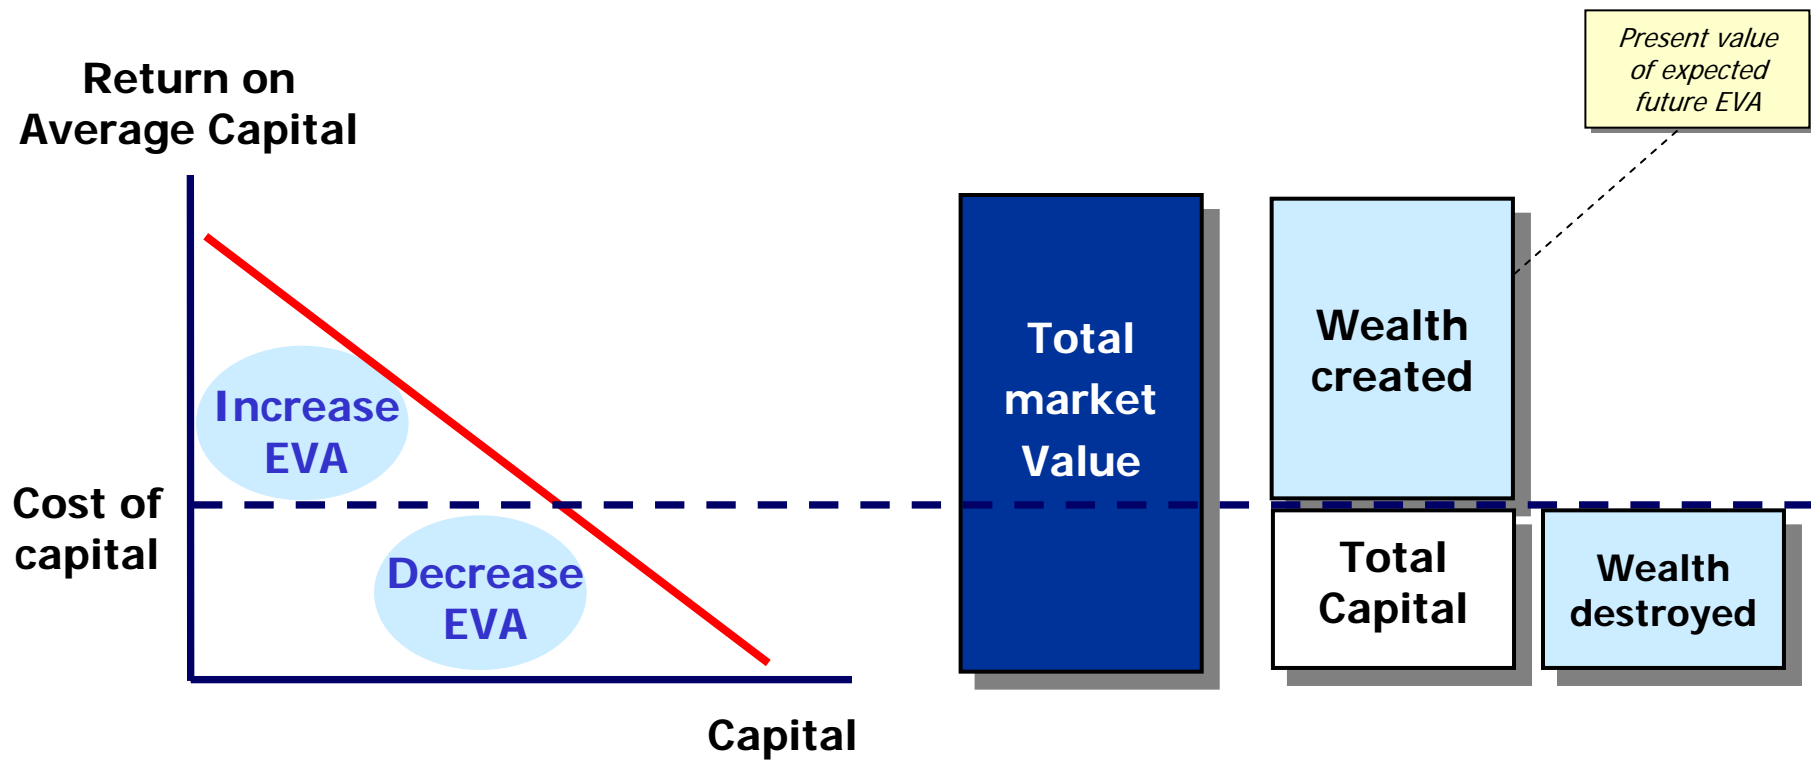 Return on
Average Capital
Increase
EVA
Cost of
capital
Decrease
EVA
Capital
Total
market
Value
Wealth
created
Total
Capital
Wealth
destroyed
Present value
of expected
future EVA